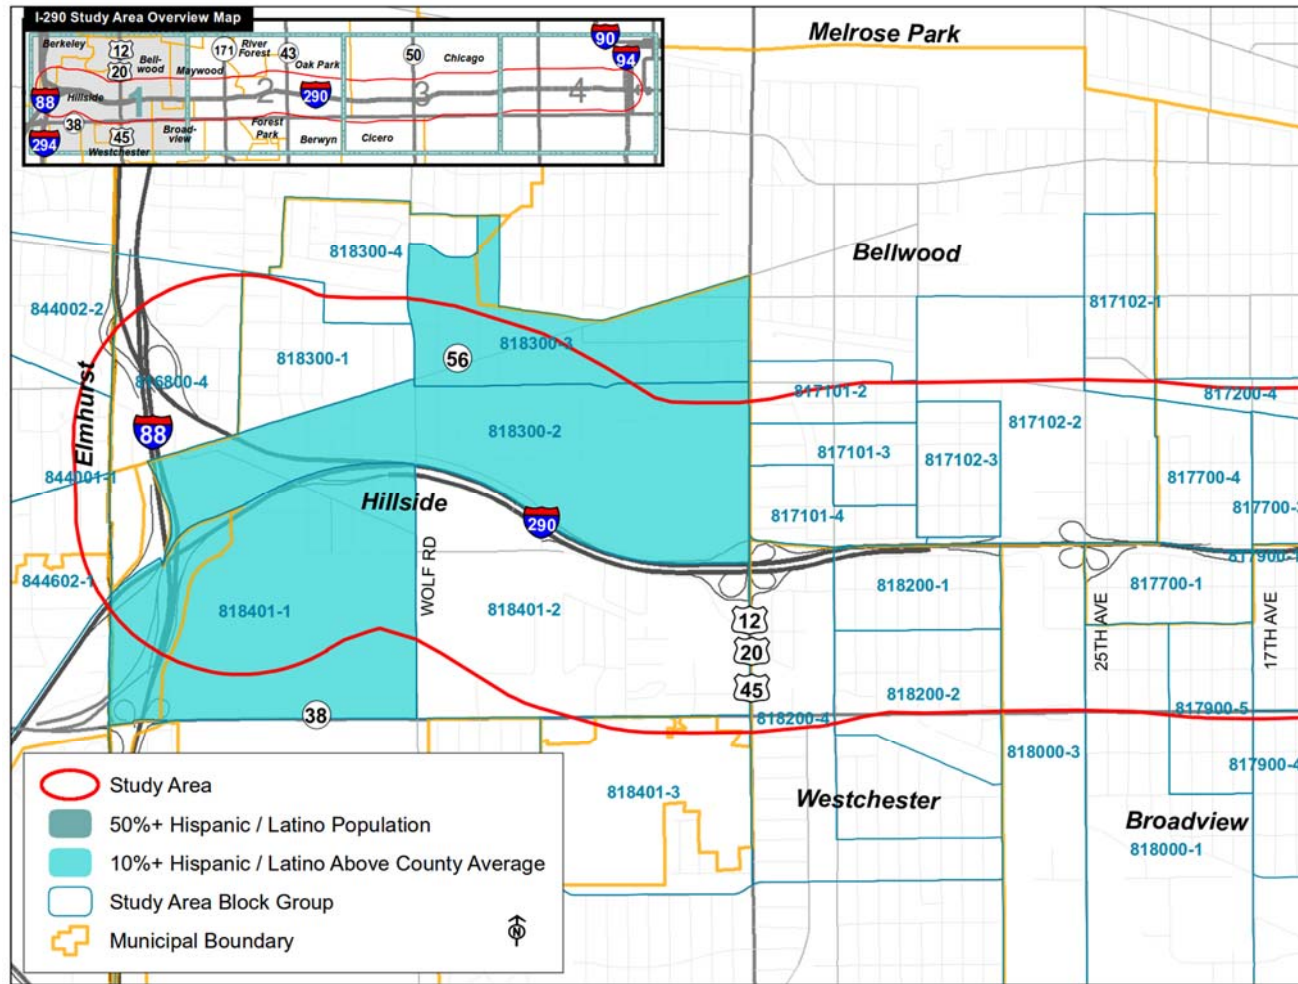 I-290 Study Area Overview Map
Berkeley
12
20
Bell-
wood
Maywood
171
River
Forest
43
Oak Park
50
Chicago
90
94
88
Hillside
1
2
290
3
4
38
294
45
Westchester
Broad-
view
Forest
Park
Berwyn
Cicero
Melrose Park
818300-4
Bellwood
844002-2
817102-1
818300-1
56
818300-3
816800-4
817101-2
817200-4
Elmhurst
88
818300-2
817102-2
817101-3
817102-3
844001-1
817700-4
Hillside
817101-4
817700-3
290
WOLF RD
844602-1
818200-1
817700-1
817900-1
818401-1
818401-2
12
20
45
25TH AVE
17TH AVE
818200-2
38
818200-4
817900-5
818000-3
817900-4
818401-3
Westchester
Broadview
818000-1
Study Area
50%+ Hispanic / Latino Population
10%+ Hispanic / Latino Above County Average
Study Area Block Group
Municipal Boundary
N